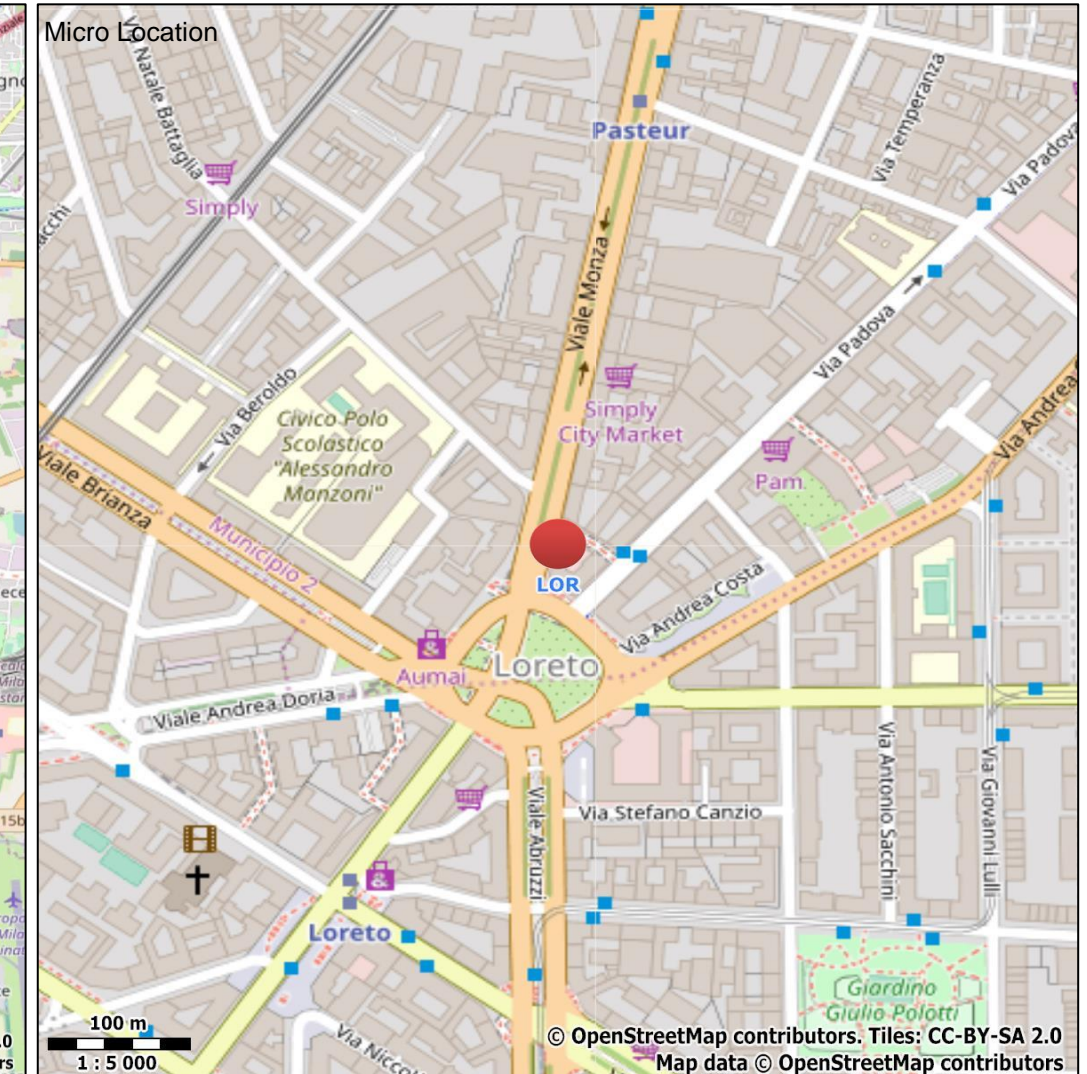 Micro Location
Via Natale Battaglia
Simply
Pasteur
Via Temperanza
Via Padova
Viale Monza
Via Padova
Simply
City Market
Pam
Via Andrea
Via Beroldo
Civico Polo
Scolastico
"Alessandro
Manzoni"
Viale Brianza
Municipio 2
LOR
Via Andrea Costa
Loreto
Aumai
Viale Andrea Doria
Viale Abruzzi
Via Stefano Canzio
Via Antonio Sacchini
Via Giovanni Lulli
Loreto
Giardino
Giulio Polotti
100 m
1 : 5 000
© OpenStreetMap contributors. Tiles: CC-BY-SA 2.0
Map data © OpenStreetMap contributors